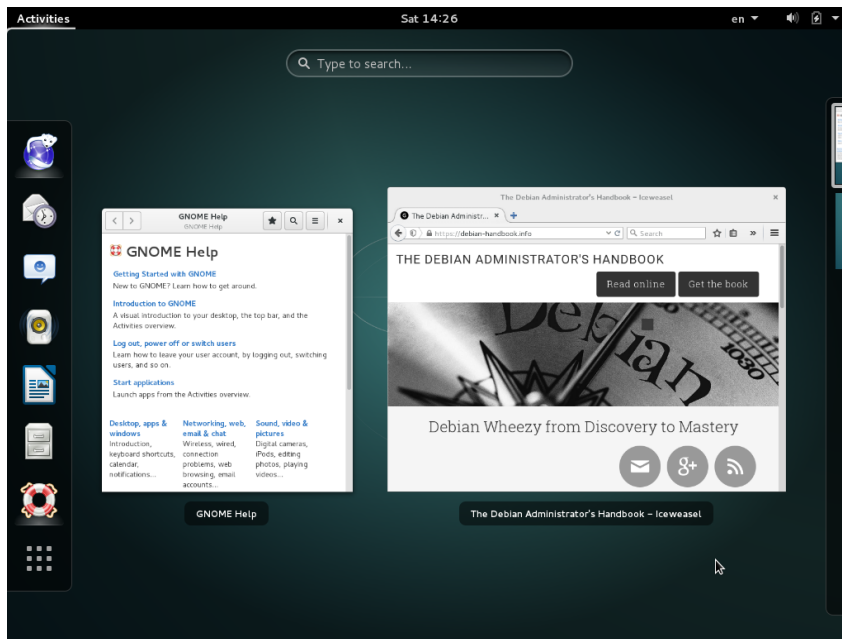 Activities
Sat 14:26
en
Type to search...
GNOME Help
GNOME Help
GNOME Help
Getting Started with GNOME
New to GNOME? Learn how to get around.
Introduction to GNOME
A visual introduction to your desktop, the top bar, and the
Activities overview.
Log out, power off or switch users
Learn how to leave your user account, by logging out, switching
users, and so on.
Start applications
Launch apps from the Activities overview.
Desktop, apps &
windows
Introduction,
keyboard shortcuts,
calendar,
notifications...
Networking, web,
email & chat
Wireless, wired,
connection
problems, web
browsing, email
accounts...
Sound, video &
pictures
Digital cameras,
iPods, editing
photos, playing
videos...
GNOME Help
The Debian Administrator's Handbook – Iceweasel
The Debian Administr...
https://debian-handbook.info
Search
THE DEBIAN ADMINISTRATOR'S HANDBOOK
Read online
Get the book
Debian
1030
Debian Wheezy from Discovery to Mastery
8+
The Debian Administrator's Handbook – Iceweasel